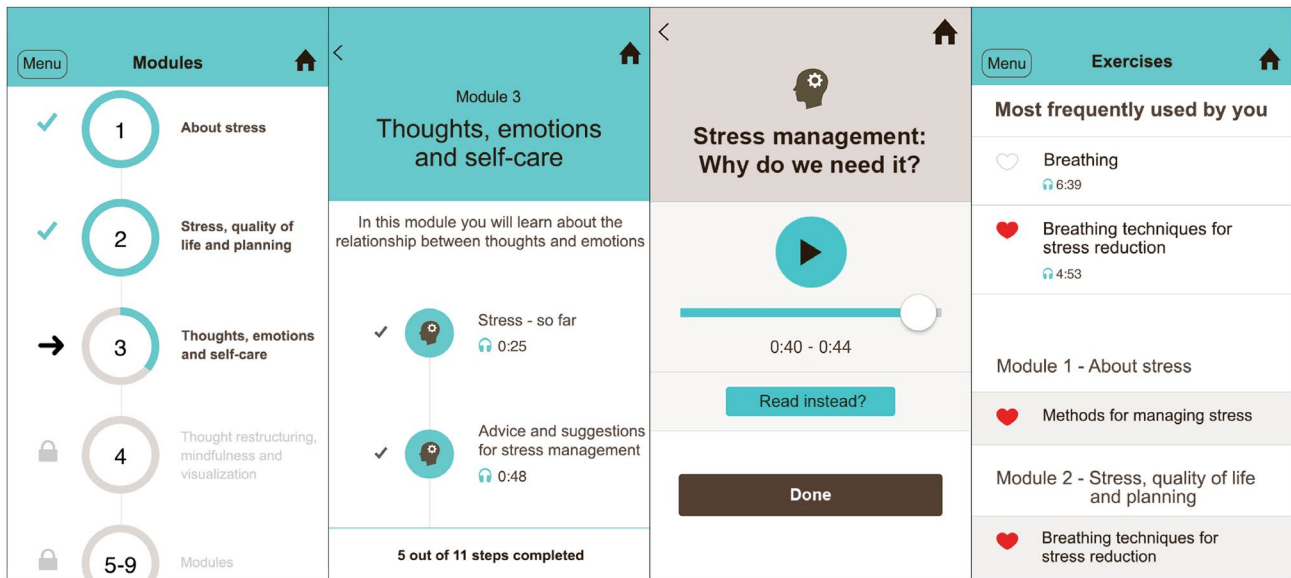 Menu
Modules
1
About stress
2
Stress, quality of
life and planning
3
Thoughts, emotions
and self-care
4
Thought restructuring,
mindfulness and
visualization
5-9
Modules
Module 3
Thoughts, emotions
and self-care
In this module you will learn about the
relationship between thoughts and emotions
Stress - so far
0:25
Advice and suggestions
for stress management
0:48
5 out of 11 steps completed
Stress management:
Why do we need it?
0:40 - 0:44
Read instead?
Done
Menu
Exercises
Most frequently used by you
Breathing
6:39
Breathing techniques for
stress reduction
4:53
Module 1 - About stress
Methods for managing stress
Module 2 - Stress, quality of life
and planning
Breathing techniques for
stress reduction